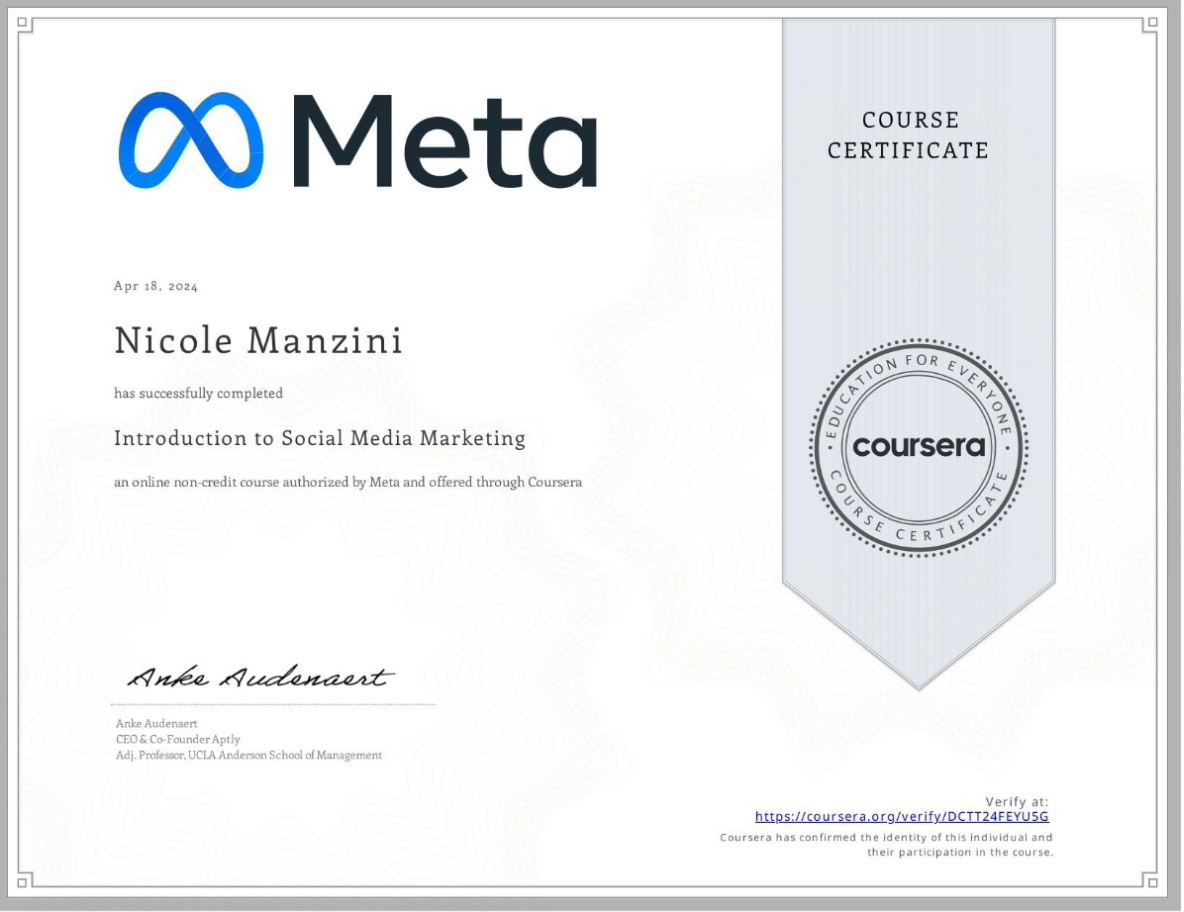 Meta
COURSE
CERTIFICATE
Apr 18, 2024
Nicole Manzini
has successfully completed
Introduction to Social Media Marketing
an online non-credit course authorized by Meta and offered through Coursera
EDUCATION FOR EVERYONE
coursera
COURSE CERTIFICATE
Anke Audenaert
Anke Audenaert
CEO & Co-Founder Aptly
Adj. Professor, UCLA Anderson School of Management
Verify at:
https://coursera.org/verify/DCTT24FEYU5G
Coursera has confirmed the identity of this individual and
their participation in the course.